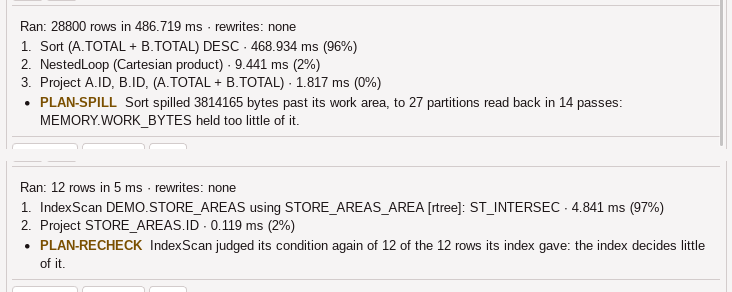 Ran: 28800 rows in 486.719 ms · rewrites: none
1. Sort (A.TOTAL + B.TOTAL) DESC · 468.934 ms (96%)
2. NestedLoop (Cartesian product) · 9.441 ms (2%)
3. Project A.ID, B.ID, (A.TOTAL + B.TOTAL) · 1.817 ms (0%)
• PLAN-SPILL Sort spilled 3814165 bytes past its work area, to 27 partitions read back in 14 passes:
MEMORY.WORK_BYTES held too little of it.
Ran: 12 rows in 5 ms · rewrites: none
1. IndexScan DEMO.STORE_AREAS using STORE_AREAS_AREA [rtree]: ST_INTERSEC · 4.841 ms (97%)
2. Project STORE_AREAS.ID · 0.119 ms (2%)
• PLAN-RECHECK IndexScan judged its condition again of 12 of the 12 rows its index gave: the index decides little
of it.